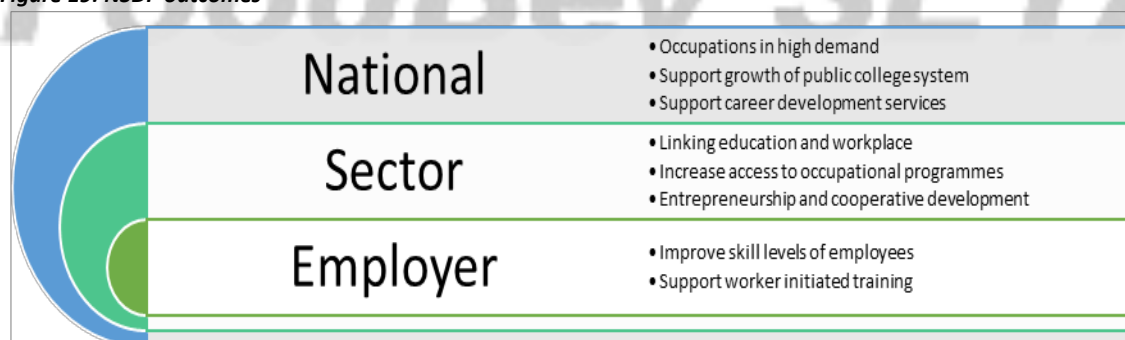 National
• Occupations in high demand
• Support growth of public college system
• Support career development services
Sector
• Linking education and workplace
• Increase access to occupational programmes
• Entrepreneurship and cooperative development
Employer
• Improve skill levels of employees
• Support worker initiated training